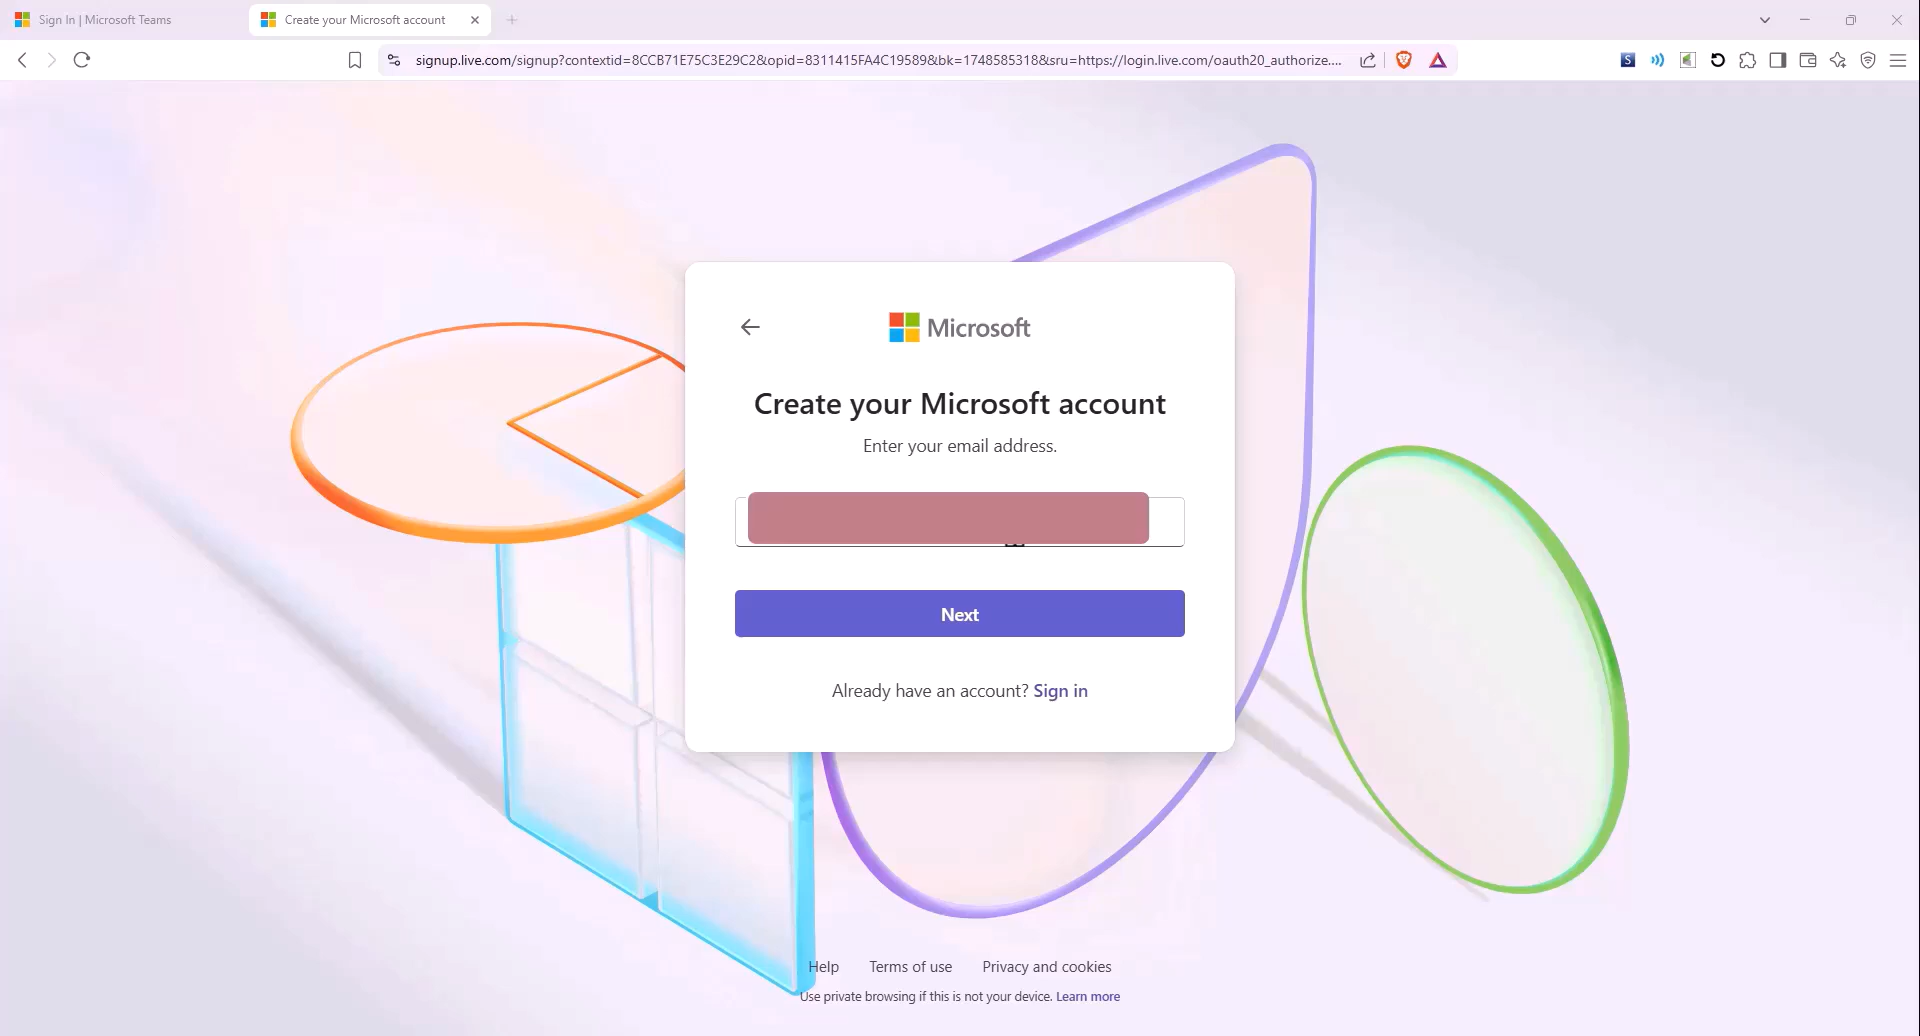 Sign In | Microsoft Teams
Create your Microsoft account
signup.live.com/signup?contextid=8CCB71E75C3E29C2&opid=8311415FA4C19589&bk=1748585318&sru=https://login.live.com/oauth20_authorize....
Microsoft
Create your Microsoft account
Enter your email address.
Next
Already have an account? Sign in
Help Terms of use Privacy and cookies
Use private browsing if this is not your device. Learn more